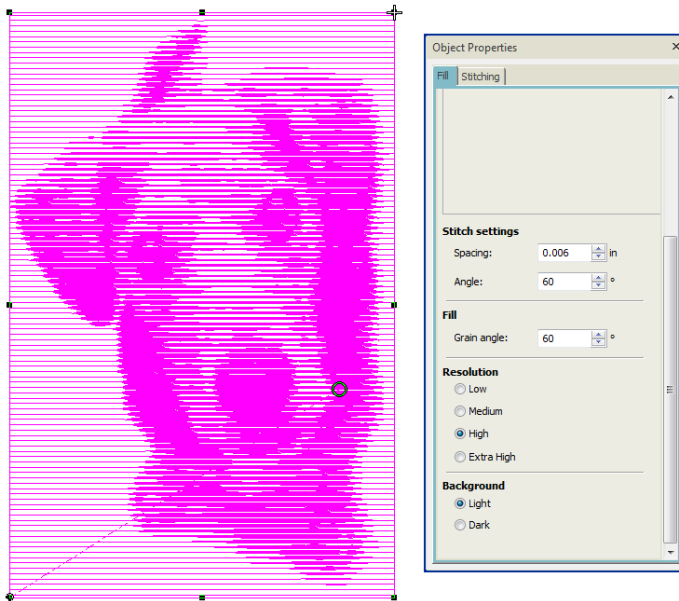 Object Properties
Fill Stitching
Stitch settings
Spacing: 0.006 in
Angle: 60 °
Fill
Grain angle: 60 °
Resolution
Low
Medium
High
Extra High
Background
Light
Dark